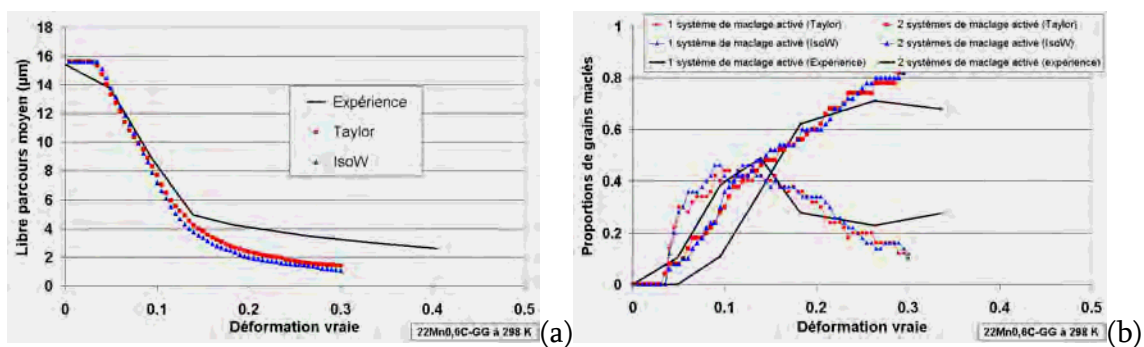 18
16
14
12
10
8
6
4
2
0
Libre parcours moyen (µm)
Expérience
Taylor
IsoW
0 0.1 0.2 0.3 0.4 0.5
Déformation vraie
22Mn0,6C-GG à 298 K
(a)
1 système de maclage activé (Taylor)
2 systèmes de maclage activé (Taylor)
1 système de maclage activé (IsoW)
2 systèmes de maclage activé (IsoW)
1 système de maclage activé (Expérience)
2 systèmes de maclage activé (expérience)
1
0.8
0.6
0.4
0.2
0
Proportions de grains maclés
0 0.1 0.2 0.3 0.4 0.5
Déformation vraie
22Mn0,6C-GG à 298 K
(b)